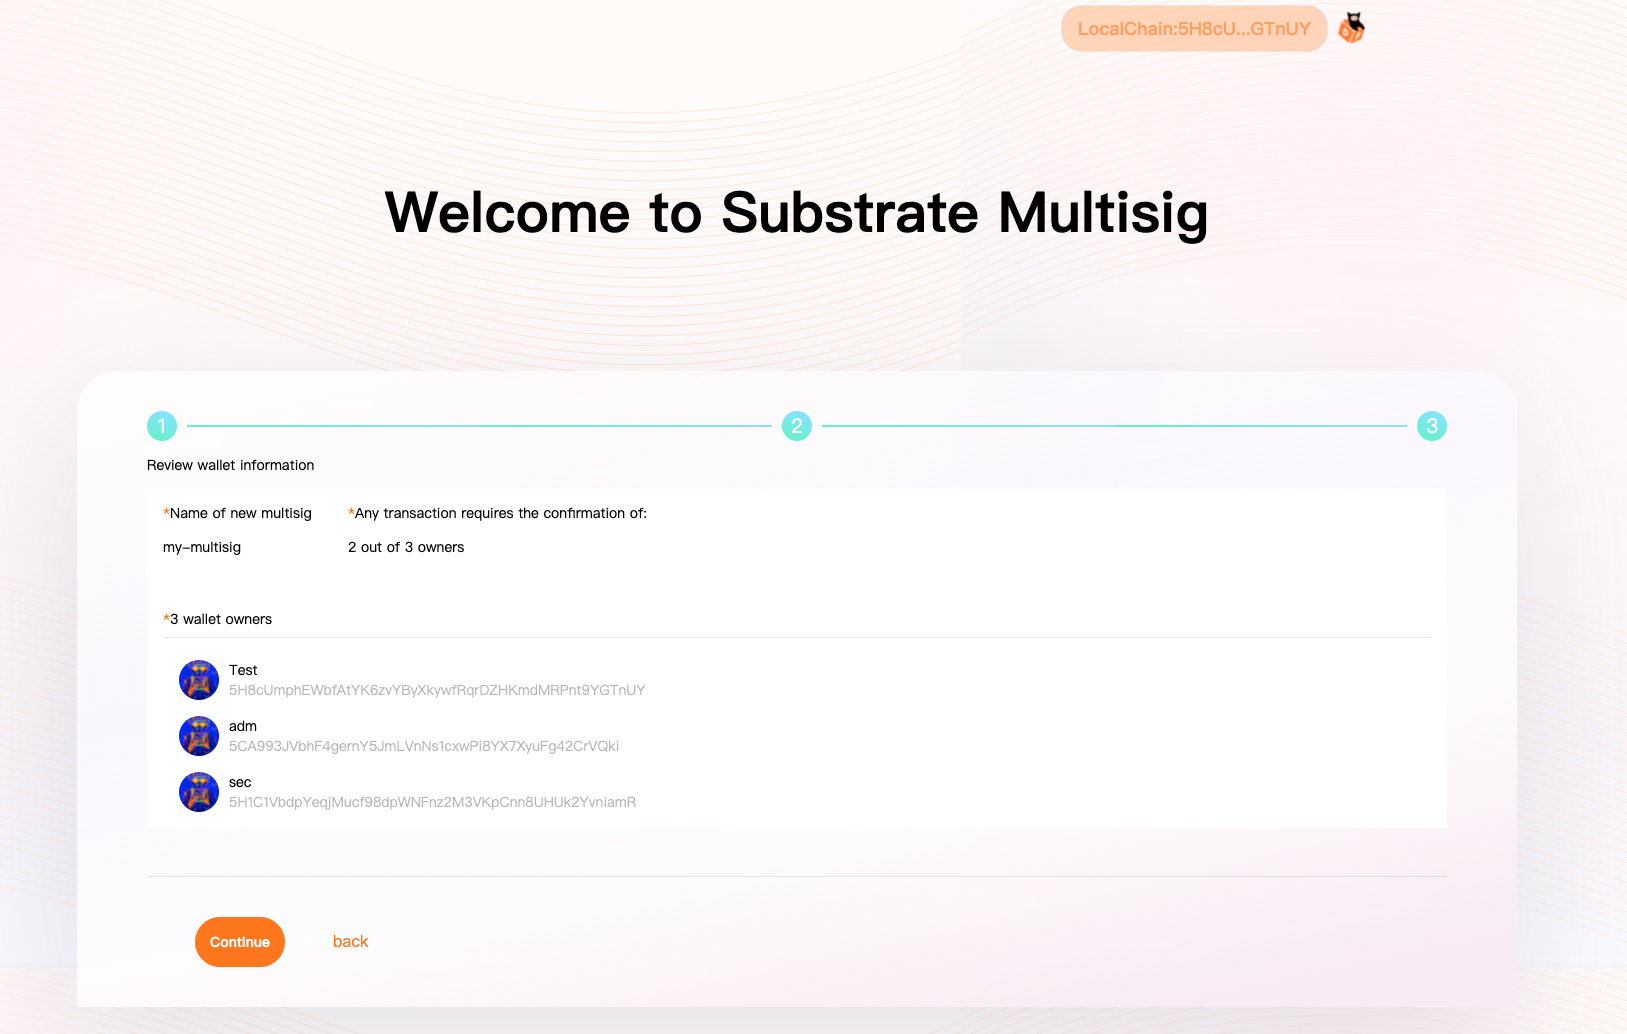 LocalChain:5H8cU...GTnUY
Welcome to Substrate Multisig
1 2 3
Review wallet information
*Name of new multisig *Any transaction requires the confirmation of:
my-multisig 2 out of 3 owners
*3 wallet owners
Test
5H8cUmphEWbfAtYK6zvYByXkywfRqrDZHKmdMRPnt9YGTnUY
adm
5CA993JVbhF4gernY5JmLVnNs1cxwPi8YX7XyuFg42CrVQki
sec
5H1C1VbdpYeqjMucf98dpWNFnz2M3VKpCnn8UHUk2YvniamR
Continue back